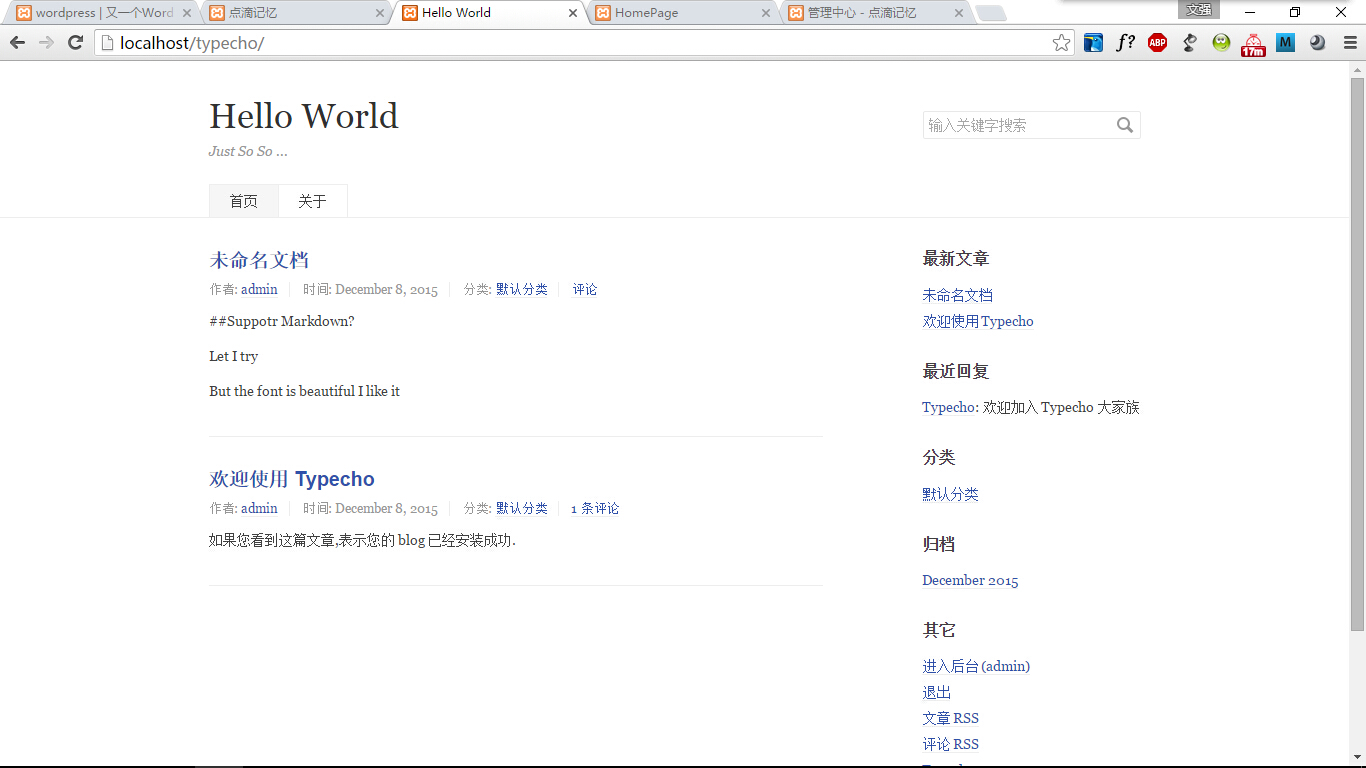 wordpress | 又一个Word
点滴记忆
Hello World
HomePage
管理中心 - 点滴记忆
文强
localhost/typecho/
f?
ABP
17m
M
Hello World
Just So So ...
输入关键字搜索
首页
关于
未命名文档
作者: admin 时间: December 8, 2015 分类: 默认分类 评论
##Suppotr Markdown?
Let I try
But the font is beautiful I like it
欢迎使用 Typecho
作者: admin 时间: December 8, 2015 分类: 默认分类 1 条评论
如果您看到这篇文章,表示您的 blog 已经安装成功.
最新文章
未命名文档
欢迎使用 Typecho
最近回复
Typecho: 欢迎加入 Typecho 大家族
分类
默认分类
归档
December 2015
其它
进入后台 (admin)
退出
文章 RSS
评论 RSS